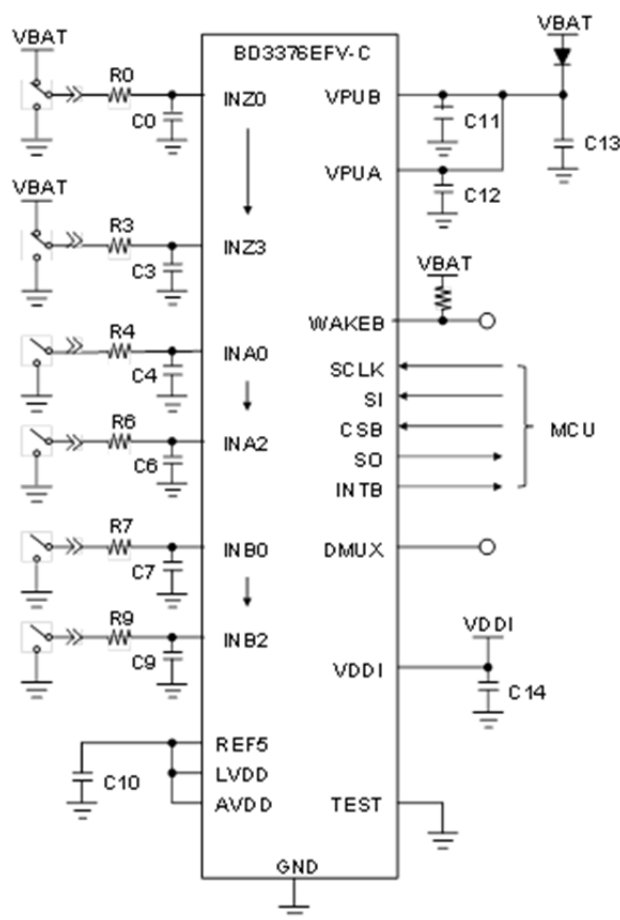 VBAT
BD3376EFV-C
VBAT
R0
C0
INZ0
VPUB
C11
C13
VPUA
C12
VBAT
R3
C3
INZ3
VBAT
WAKEB
R4
C4
INA0
SCLK
SI
CSB
MCU
SO
INTB
R6
C6
INA2
R7
C7
INB0
DMUX
R9
C9
INB2
VDDI
VDDI
C14
REF5
C10
LVDD
AVDD
TEST
GND